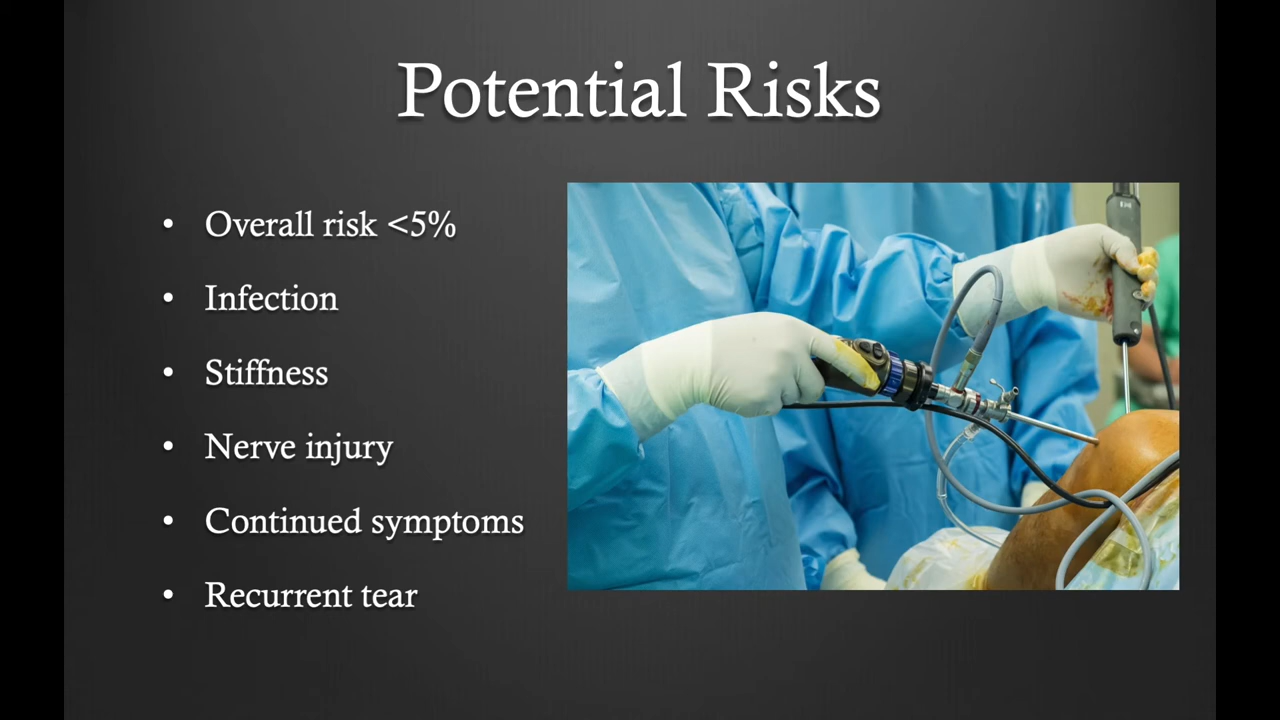 Potential Risks
• Overall risk <5%
• Infection
• Stiffness
• Nerve injury
• Continued symptoms
• Recurrent tear